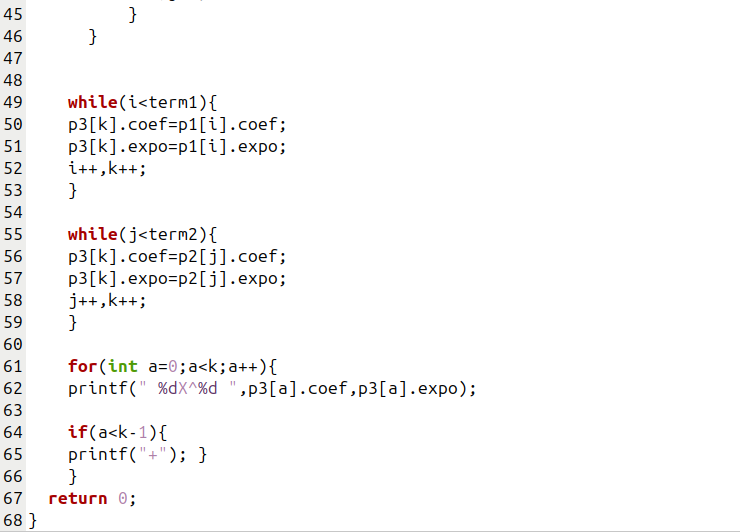 45             }
46         }
47
48
49     while(i<term1){
50     p3[k].coef=p1[i].coef;
51     p3[k].expo=p1[i].expo;
52     i++,k++;
53     }
54
55     while(j<term2){
56     p3[k].coef=p2[j].coef;
57     p3[k].expo=p2[j].expo;
58     j++,k++;
59     }
60
61     for(int a=0;a<k;a++){
62     printf(" %dX^%d ",p3[a].coef,p3[a].expo);
63
64     if(a<k-1){
65     printf("+"); }
66     }
67   return 0;
68 }